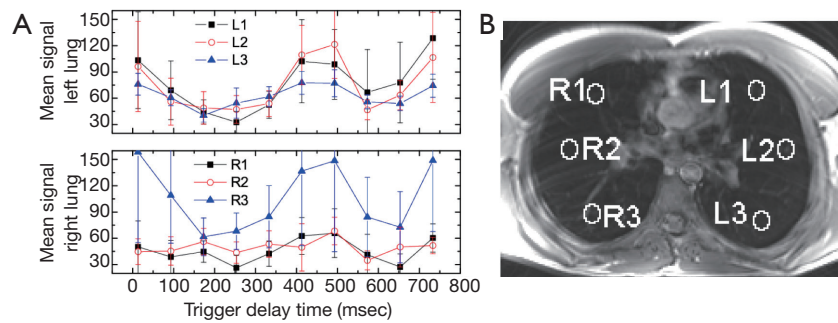 A
Mean signal
left lung
150
120
90
60
30
L1
L2
L3
Mean signal
right lung
150
120
90
60
30
R1
R2
R3
0 100 200 300 400 500 600 700 800
Trigger delay time (msec)
B
R1 L1
R2 L2
R3 L3